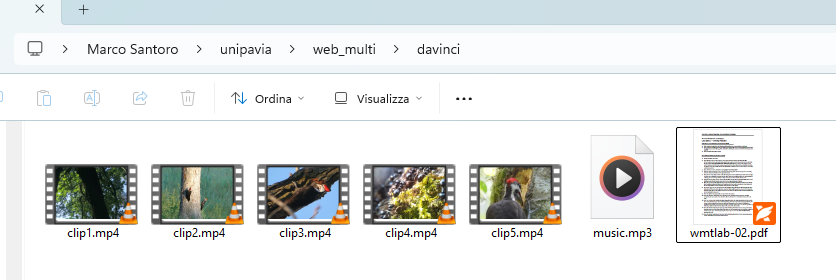 Marco Santoro > unipavia > web_multi > davinci
Ordina Visualizza
clip1.mp4 clip2.mp4 clip3.mp4 clip4.mp4 clip5.mp4 music.mp3 wmtlab-02.pdf